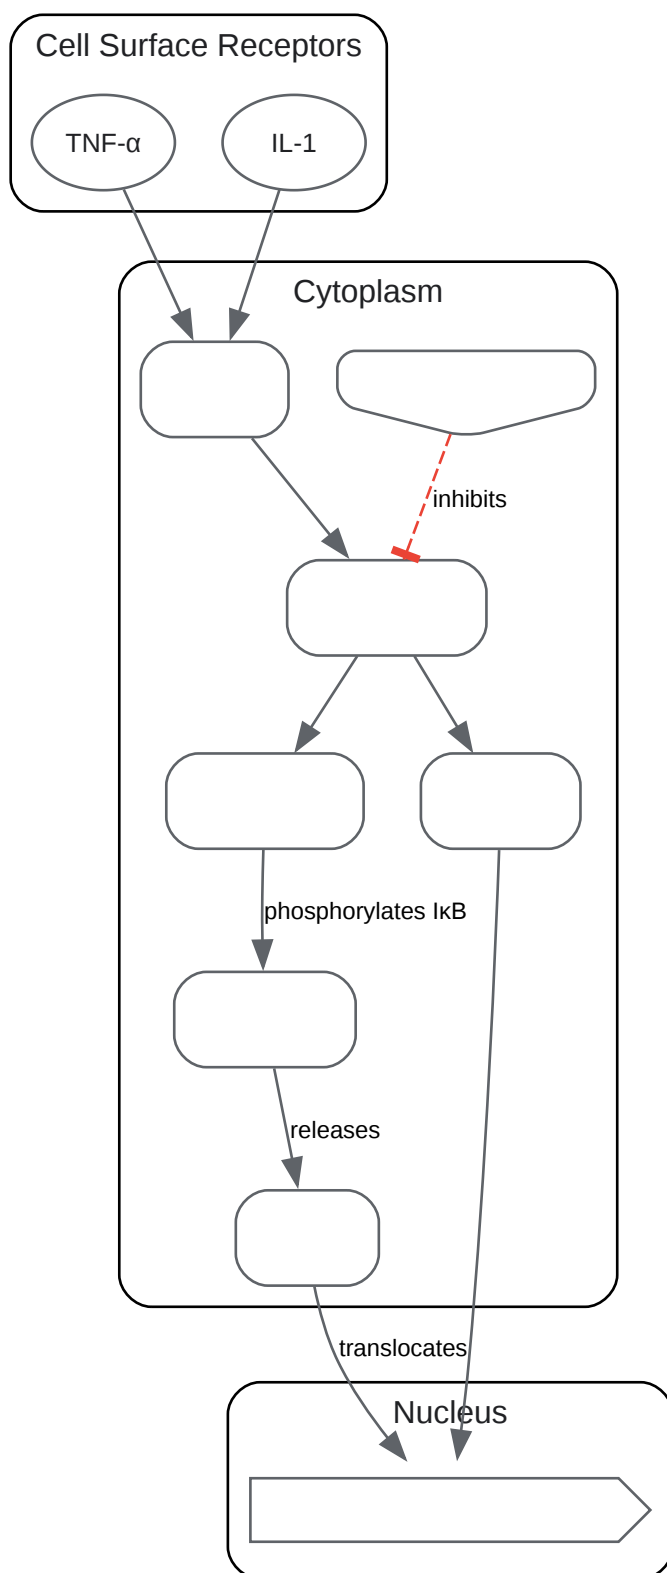 Cell Surface Receptors
TNF-α
IL-1
Cytoplasm
inhibits
phosphorylates IκB
releases
translocates
Nucleus